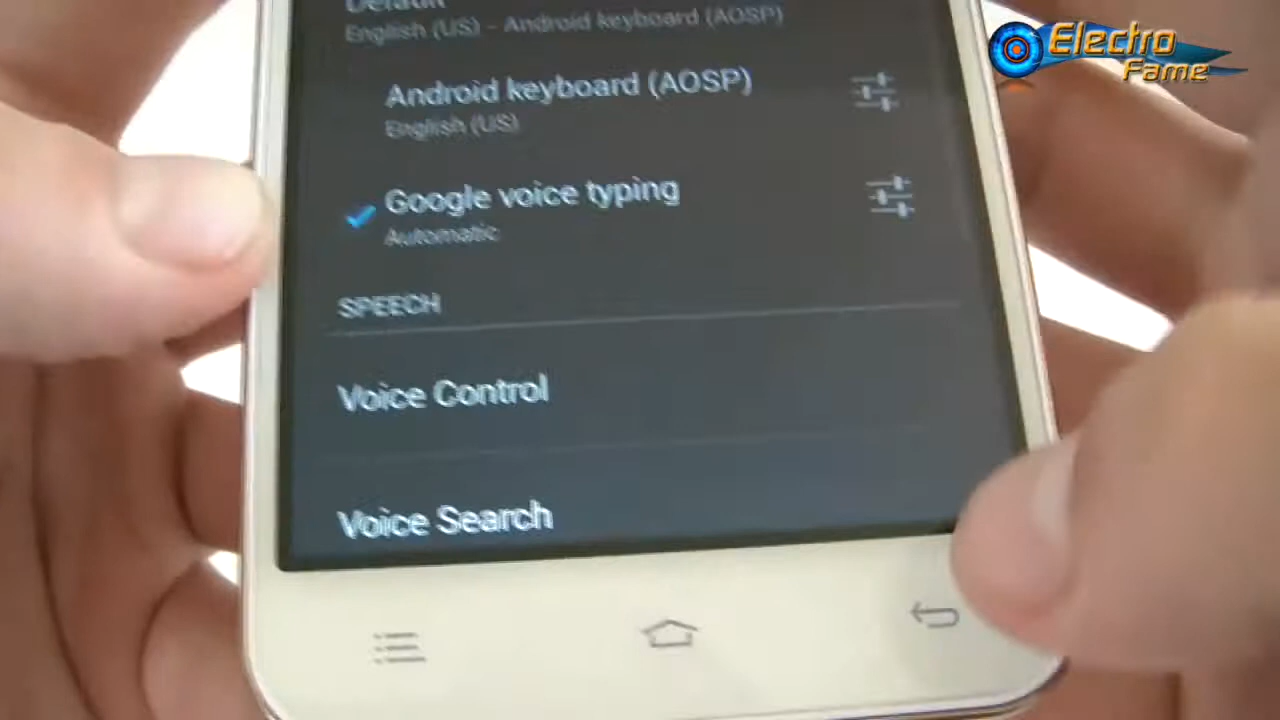 Default
English (US) - Android keyboard (AOSP)
Android keyboard (AOSP)
English (US)
Google voice typing
Automatic
SPEECH
Voice Control
Voice Search
Electro
Fame